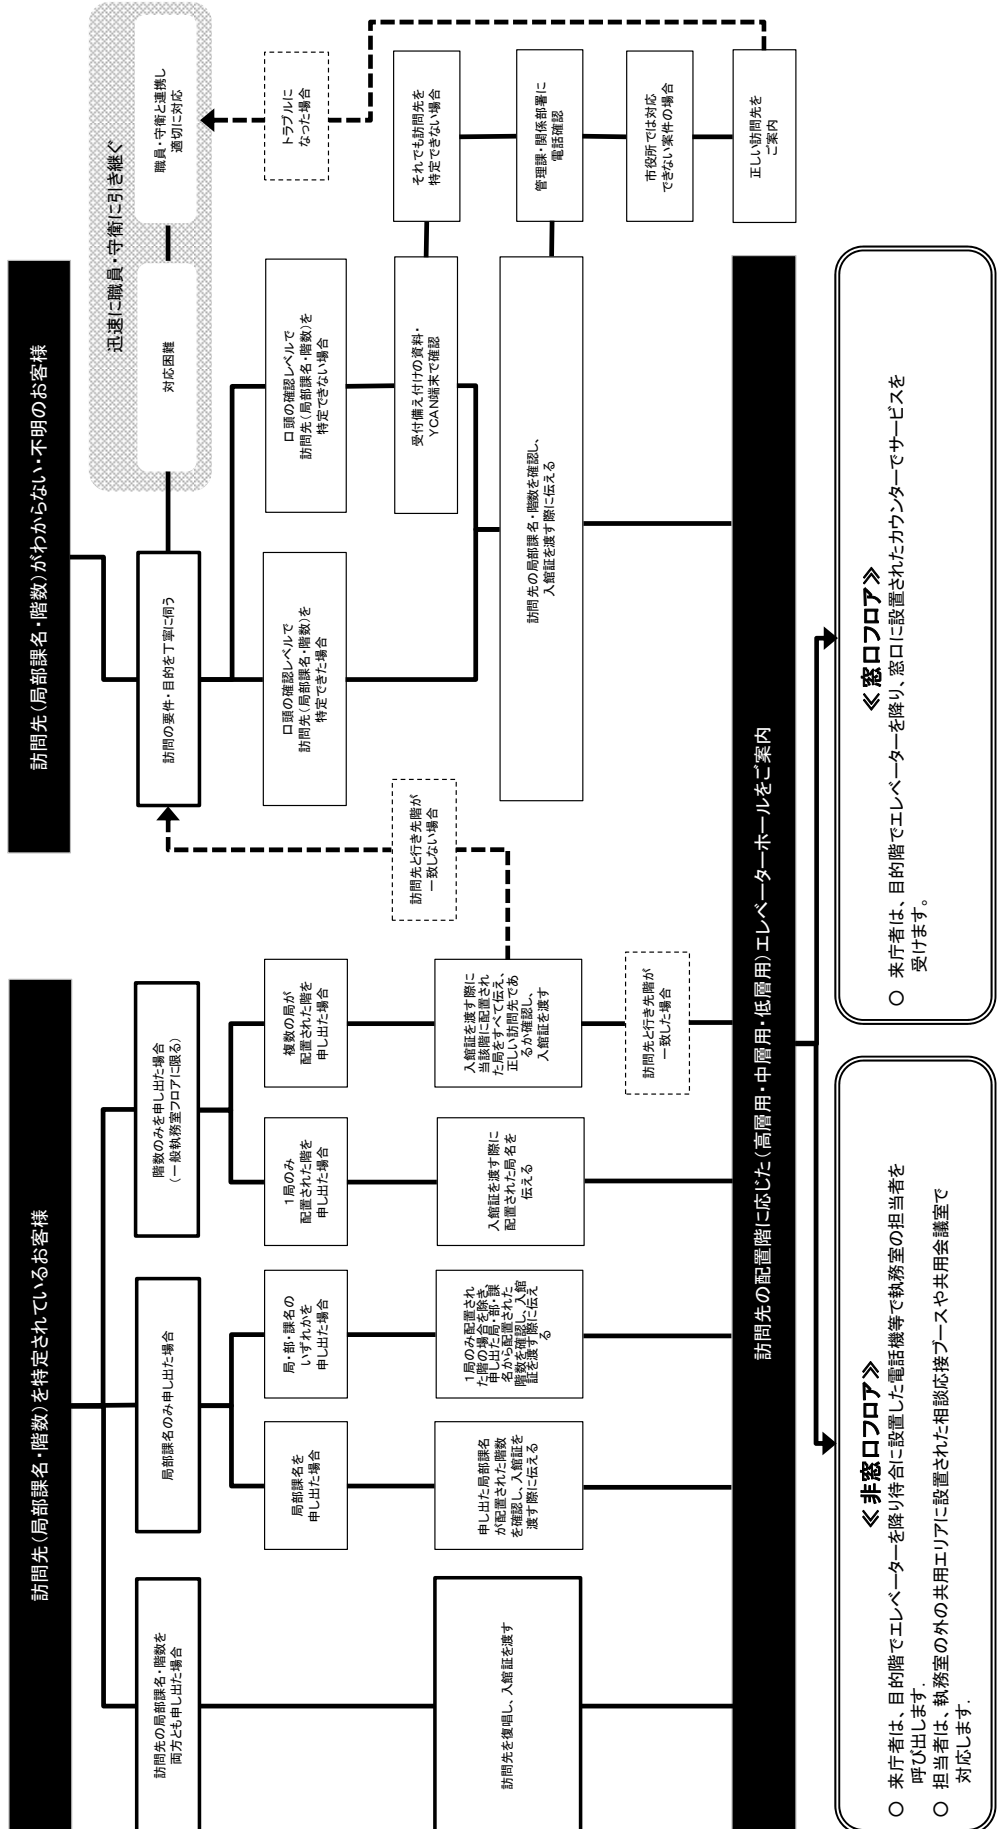 訪問先（局部課名・階数）を特定されているお客様
訪問先の局部課名・階数を
両方とも申し出た場合
訪問先を復唱し、入館証を渡す
局部課名のみ申し出た場合
局部課名を
申し出た場合
申し出た局部課名
が配置された階数
を確認し、入館証を
渡す際に伝える
局・部・課名の
いずれかを
申し出た場合
１局のみ配置され
た階の場合を除き、
申し出た局・部・課
名から配置された
階数を確認し、入館
証を渡す際に伝え
る
階数のみを申し出た場合
（一般執務室フロアに限る）
１局のみ
配置された階を
申し出た場合
入館証を渡す際に
配置された局名を
伝える
複数の局が
配置された階を
申し出た場合
入館証を渡す際に
当該階に配置され
た局をすべて伝え、
正しい訪問先であ
るか確認し、
入館証を渡す
訪問先と行き先階が
一致した場合
訪問先と行き先階が
一致しない場合
訪問先（局部課名・階数）がわからない・不明のお客様
訪問の要件・目的を丁寧に伺う
迅速に職員・守衛に引き継ぐ
対応困難
職員・守衛と連携し
適切に対応
口頭の確認レベルで
訪問先（局部課名・階数）を
特定できた場合
口頭の確認レベルで
訪問先（局部課名・階数）を
特定できない場合
受付備え付けの資料・
YCAN端末で確認
訪問先の局部課名・階数を確認し、
入館証を渡す際に伝える
トラブルに
なった場合
それでも訪問先を
特定できない場合
管理課・関係部署に
電話確認
市役所では対応
できない案件の場合
正しい訪問先を
ご案内
訪問先の配置階に応じた（高層用・中層用・低層用）エレベーターホールをご案内
≪非窓口フロア≫
○ 来庁者は、目的階でエレベーターを降り待合に設置した電話機等で執務室の担当者を
呼び出します.
○ 担当者は、執務室の外の共用エリアに設置された相談応接ブースや共用会議室で
対応します.
≪窓口フロア≫
○ 来庁者は、目的階でエレベーターを降り、窓口に設置されたカウンターでサービスを
受けます。